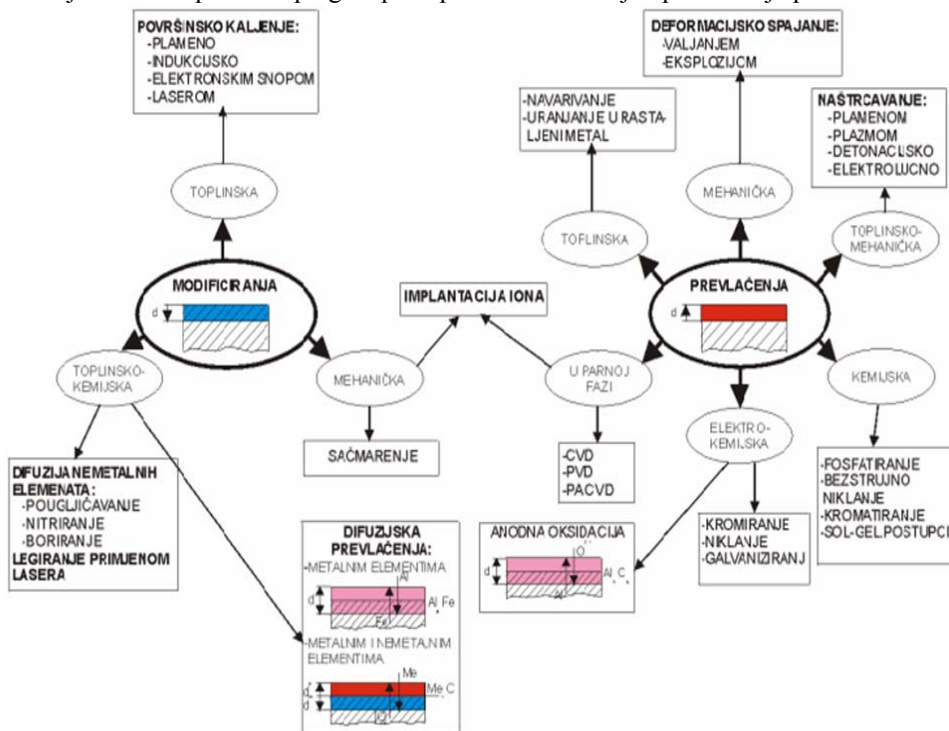 POVRŠINSKO KALJENJE:
-PLAMENO
-INDUKCIJSKO
-ELEKTRONSKIM SNOPOM
-LASEROM
DEFORMACIJSKO SPAJANJE:
-VALJANJEM
-EKSPLOZIJOM
-NAVARIVANJE
-URANJANJE U RASTA-
LJENI METAL
NAŠTRCAVANJE:
-PLAMENOM
-PLAZMOM
-DETONACIJSKO
-ELEKTROLUCNO
TOPLINSKA
MEHANIČKA
TOPLINSKA
TOPLINSKO-
MEHANIČKA
MODIFICIRANJA
d
IMPLANTACIJA IONA
PREVLAČENJA
d
TOPLINSKO-
KEMIJSKA
MEHANIČKA
U PARNOJ
FAZI
KEMIJSKA
ELEKTRO-
KEMIJSKA
SAČMARENJE
-CVD
-PVD
-PACVD
DIFUZIJA NEMETALNIH
ELEMENATA:
-POUGLJIČAVANJE
-NITRIRANJE
-BORIRANJE
LEGIRANJE PRIMJENOM
LASERA
-FOSFATIRANJE
-BEZSTRUJNO
NIKLANJE
-KROMATIRANJE
-SOL-GEL.POSTUPCI
-KROMIRANJE
-NIKLANJE
-GALVANIZIRANJ
ANODNA OKSIDACIJA
O
d
Al
DIFUZIJSKA
PREVLAČENJA:
-METALNIM ELEMENTIMA
Al
d
Al Fe
Fe
-METALNIM I NEMETALNIM
ELEMENTIMA
Me
d
Me C
d